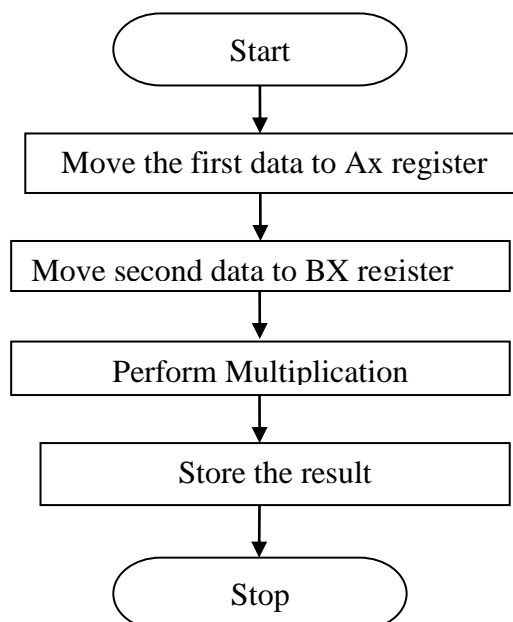 Start
Move the first data to Ax register
Move second data to BX register
Perform Multiplication
Store the result
Stop